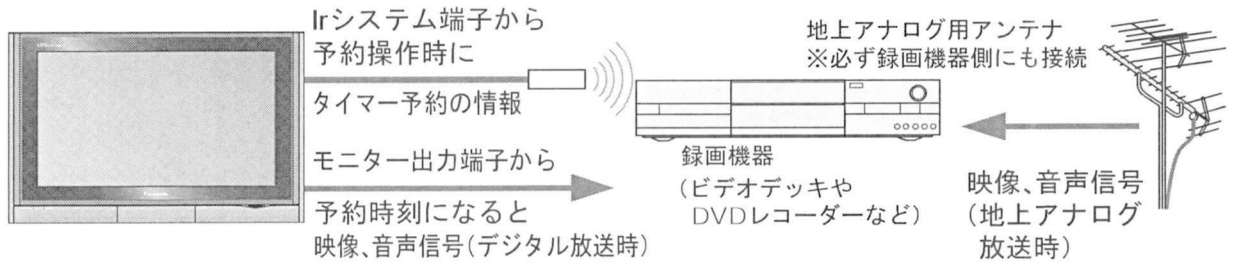 Irシステム端子から
予約操作時に
タイマー予約の情報
モニター出力端子から
予約時刻になると
映像、音声信号(デジタル放送時)
録画機器
(ビデオデッキや
DVDレコーダーなど)
地上アナログ用アンテナ
※必ず録画機器側にも接続
映像、音声信号
(地上アナログ
放送時)